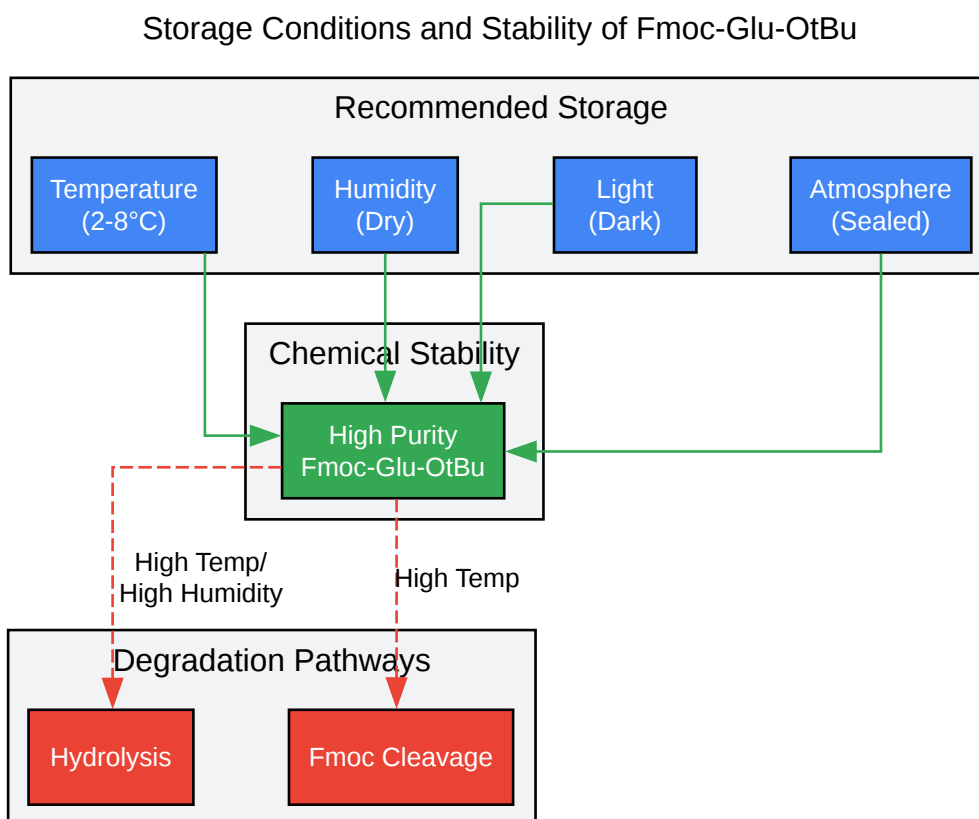 Storage Conditions and Stability of Fmoc-Glu-OtBu
Recommended Storage
Temperature
(2-8°C)
Humidity
(Dry)
Light
(Dark)
Atmosphere
(Sealed)
Chemical Stability
High Purity
Fmoc-Glu-OtBu
High Temp/
High Humidity
High Temp
Degradation Pathways
Hydrolysis
Fmoc Cleavage